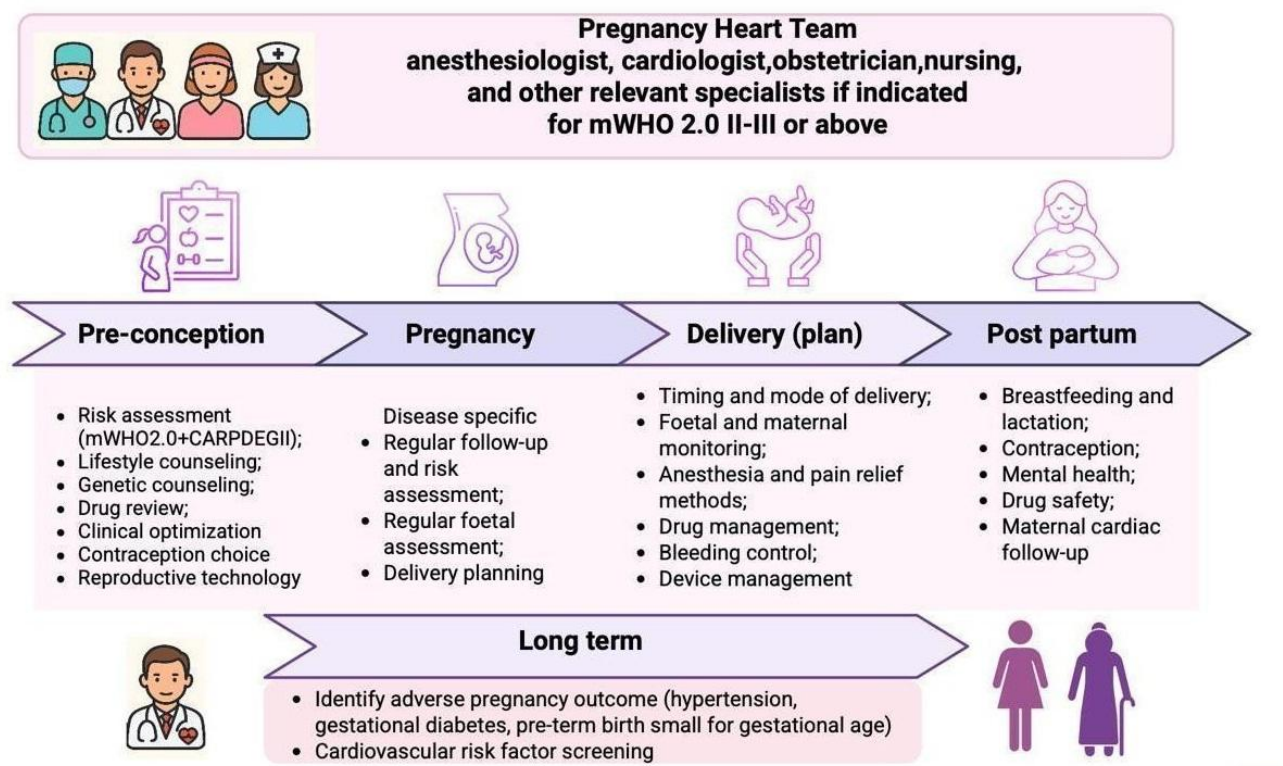 Pregnancy Heart Team
anesthesiologist, cardiologist,obstetrician,nursing,
and other relevant specialists if indicated
for mWHO 2.0 II-III or above
Pre-conception
• Risk assessment
(mWHO2.0+CARPDEGII);
• Lifestyle counseling;
• Genetic counseling;
• Drug review;
• Clinical optimization
• Contraception choice
• Reproductive technology
Pregnancy
Disease specific
• Regular follow-up
and risk
assessment;
• Regular foetal
assessment;
• Delivery planning
Delivery (plan)
• Timing and mode of delivery;
• Foetal and maternal
monitoring;
• Anesthesia and pain relief
methods;
• Drug management;
• Bleeding control;
• Device management
Post partum
• Breastfeeding and
lactation;
• Contraception;
• Mental health;
• Drug safety;
• Maternal cardiac
follow-up
Long term
• Identify adverse pregnancy outcome (hypertension,
gestational diabetes, pre-term birth small for gestational age)
• Cardiovascular risk factor screening